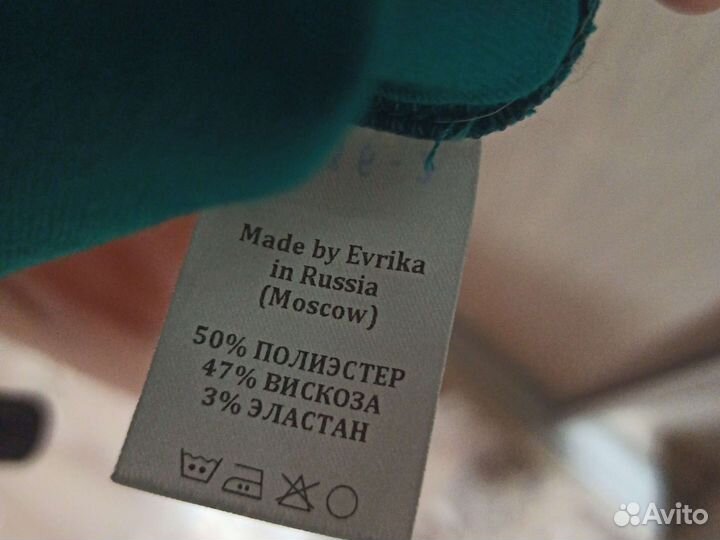 Made by Evrika
in Russia
(Moscow)
50% ПОЛИЭСТЕР
47% ВИСКОЗА
3% ЭЛАСТАН
Avito